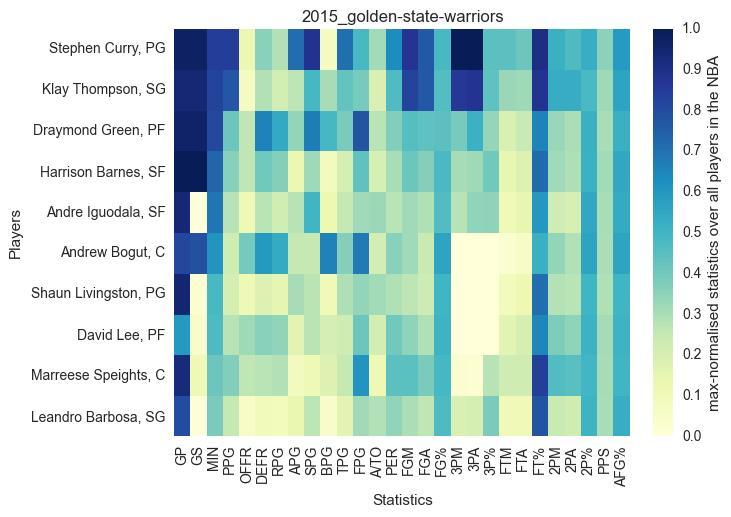 2015_golden-state-warriors
Players
Stephen Curry, PG
Klay Thompson, SG
Draymond Green, PF
Harrison Barnes, SF
Andre Iguodala, SF
Andrew Bogut, C
Shaun Livingston, PG
David Lee, PF
Marreese Speights, C
Leandro Barbosa, SG
GP GS MIN PPG OFFR DEFR RPG APG SPG BPG TPG FPG A/TO PER FGM FGA FG% 3PM 3PA 3P% FTM FTA FT% 2PM 2PA 2P% PPS AFG%
Statistics
1.0
0.9
0.8
0.7
0.6
0.5
0.4
0.3
0.2
0.1
0.0
max-normalised statistics over all players in the NBA